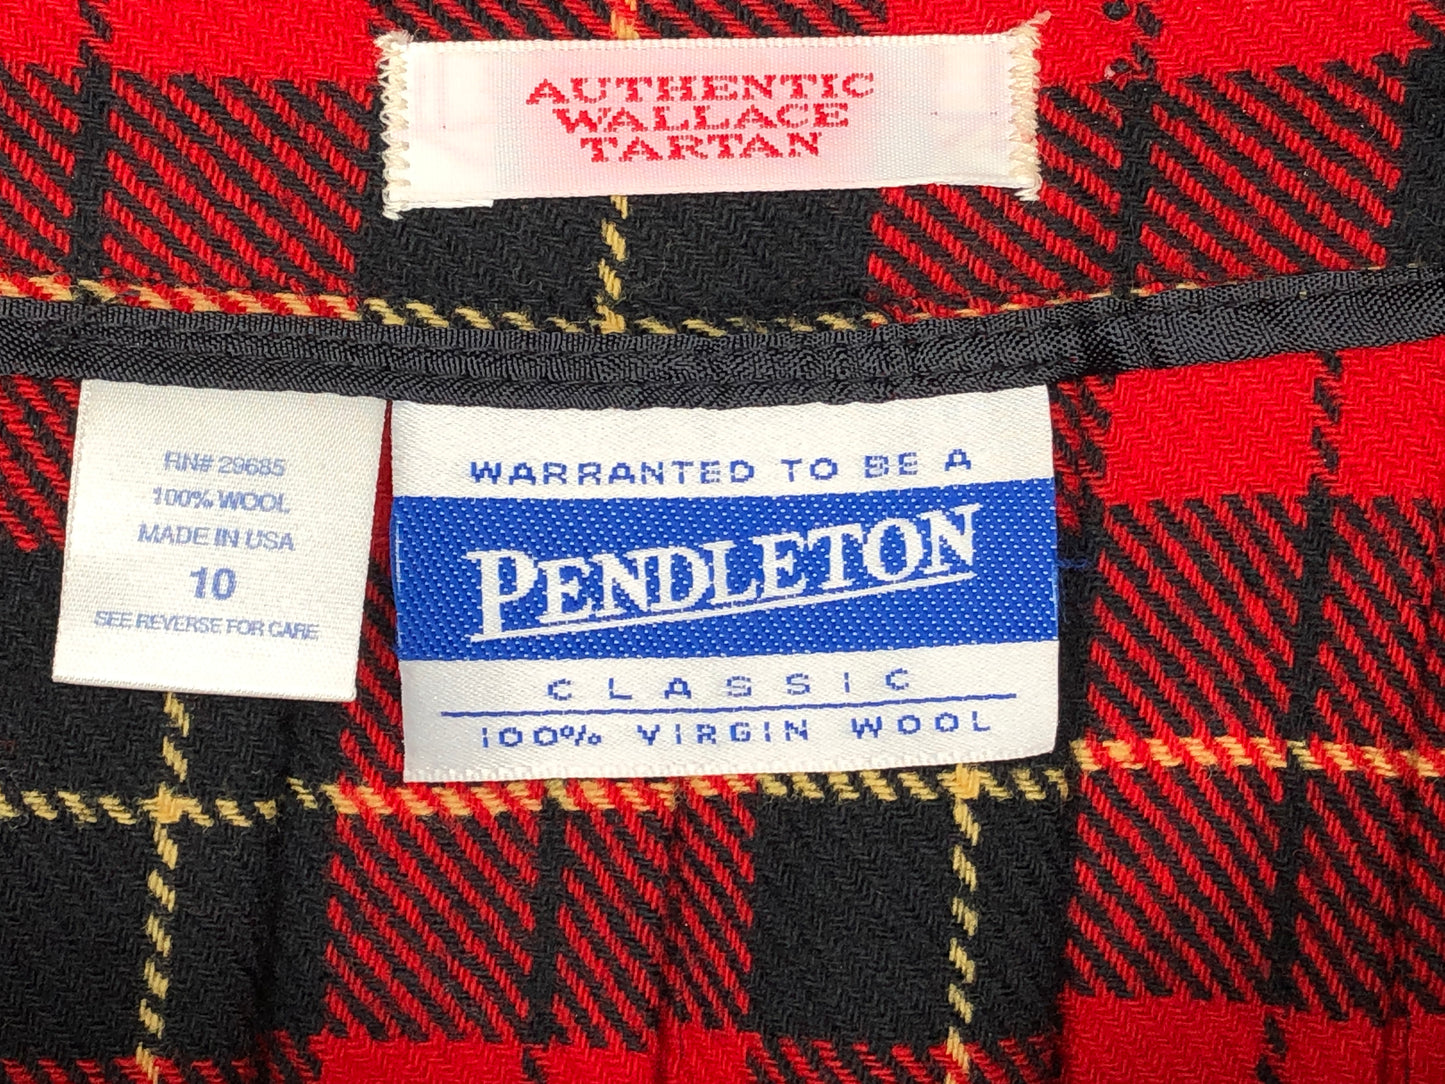 AUTHENTIC
WALLACE
TARTAN
RN# 29685
100% WOOL
MADE IN USA
10
SEE REVERSE FOR CARE
WARRANTED TO BE A
PENDLETON
CLASSIC
100% VIRGIN WOOL